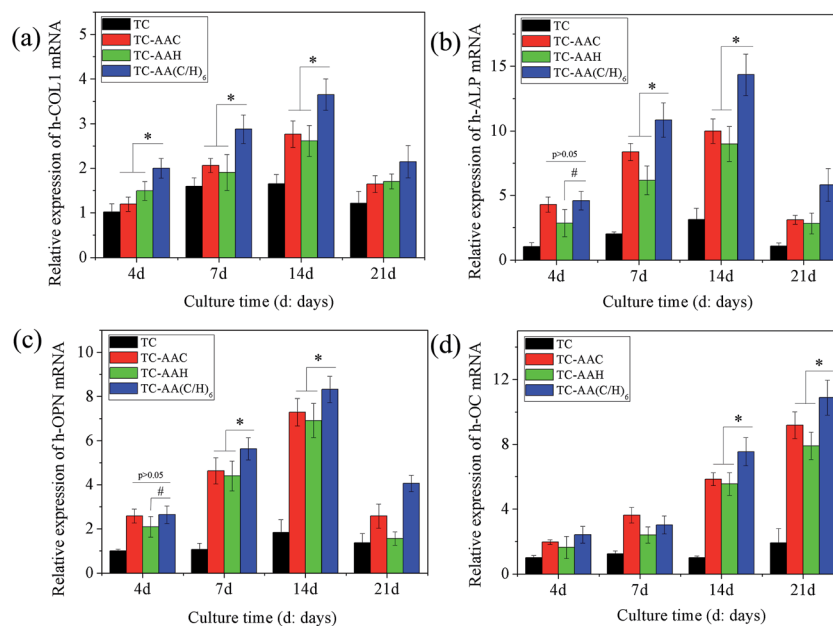 (a)
TC
TC-AAC
TC-AAH
TC-AA(C/H)6
*
*
*
Relative expression of h-COL1 mRNA
5
4
3
2
1
0
4d 7d 14d 21d
Culture time (d: days)
(b)
TC
TC-AAC
TC-AAH
TC-AA(C/H)6
p>0.05
#
*
*
Relative expression of h-ALP mRNA
15
10
5
0
4d 7d 14d 21d
Culture time (d: days)
(c)
TC
TC-AAC
TC-AAH
TC-AA(C/H)6
p>0.05
#
*
*
Relative expression of h-OPN mRNA
10
8
6
4
2
0
4d 7d 14d 21d
Culture time (d: days)
(d)
TC
TC-AAC
TC-AAH
TC-AA(C/H)6
*
*
Relative expression of h-OC mRNA
12
8
4
0
4d 7d 14d 21d
Culture time (d: days)